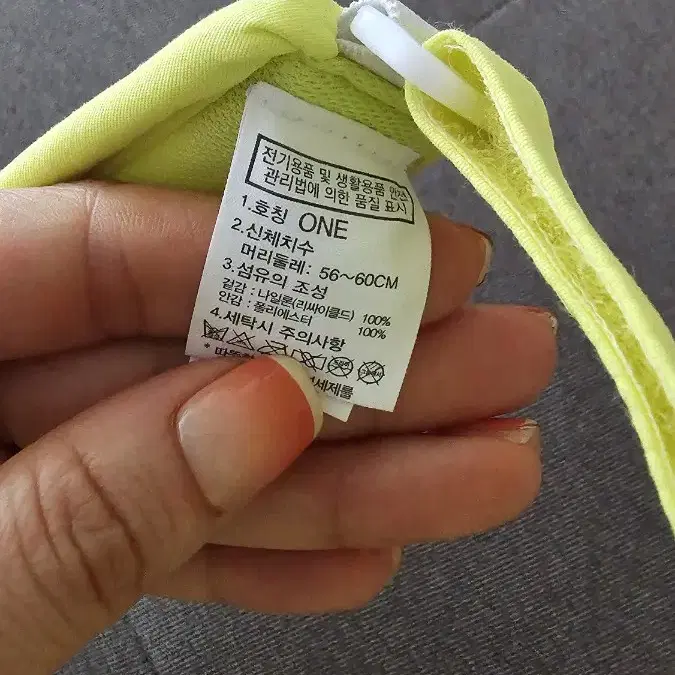 전기용품 및 생활용품 안전
관리법에 의한 품질 표시
1.호칭 ONE
2.신체치수
머리둘레: 56~60CM
3.섬유의 조성
겉감 : 나일론(리싸이클드) 100%
안감 : 폴리에스터 100%
4.세탁시 주의사항